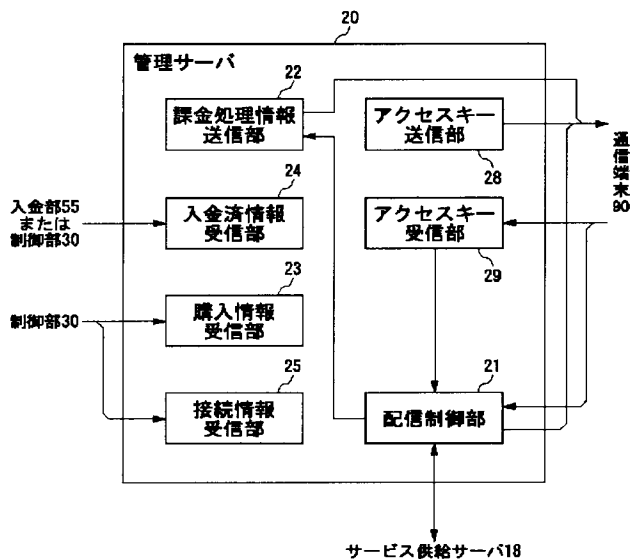 20
管理サーバ
22
課金処理情報
送信部
アクセスキー
送信部
28
通信端末90
24
入金部55
または
制御部30
入金済情報
受信部
アクセスキー
受信部
29
23
制御部30
購入情報
受信部
25
接続情報
受信部
21
配信制御部
サービス供給サーバ18